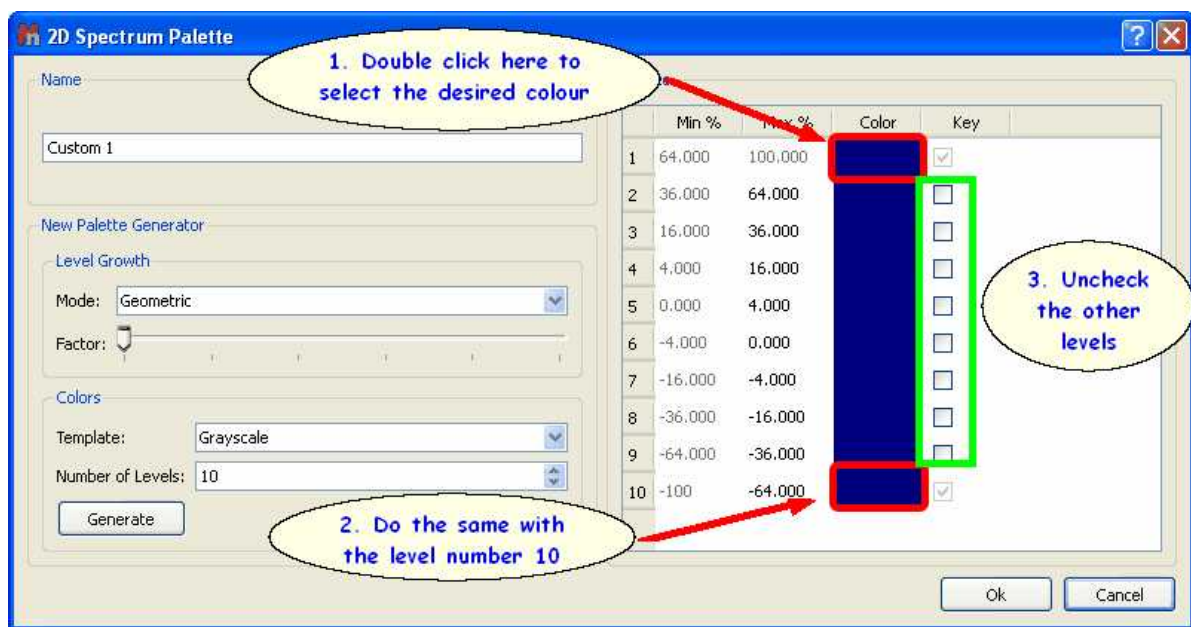 2D Spectrum Palette
1. Double click here to
select the desired colour
Name
Custom 1
New Palette Generator
Level Growth
Mode: Geometric
Factor:
Colors
Template: Grayscale
Number of Levels: 10
Generate
2. Do the same with
the level number 10
Min % Max % Color Key
1 64.000 100.000
2 36.000 64.000
3 16.000 36.000
4 4.000 16.000
5 0.000 4.000
6 -4.000 0.000
7 -16.000 -4.000
8 -36.000 -16.000
9 -64.000 -36.000
10 -100 -64.000
3. Uncheck
the other
levels
Ok Cancel